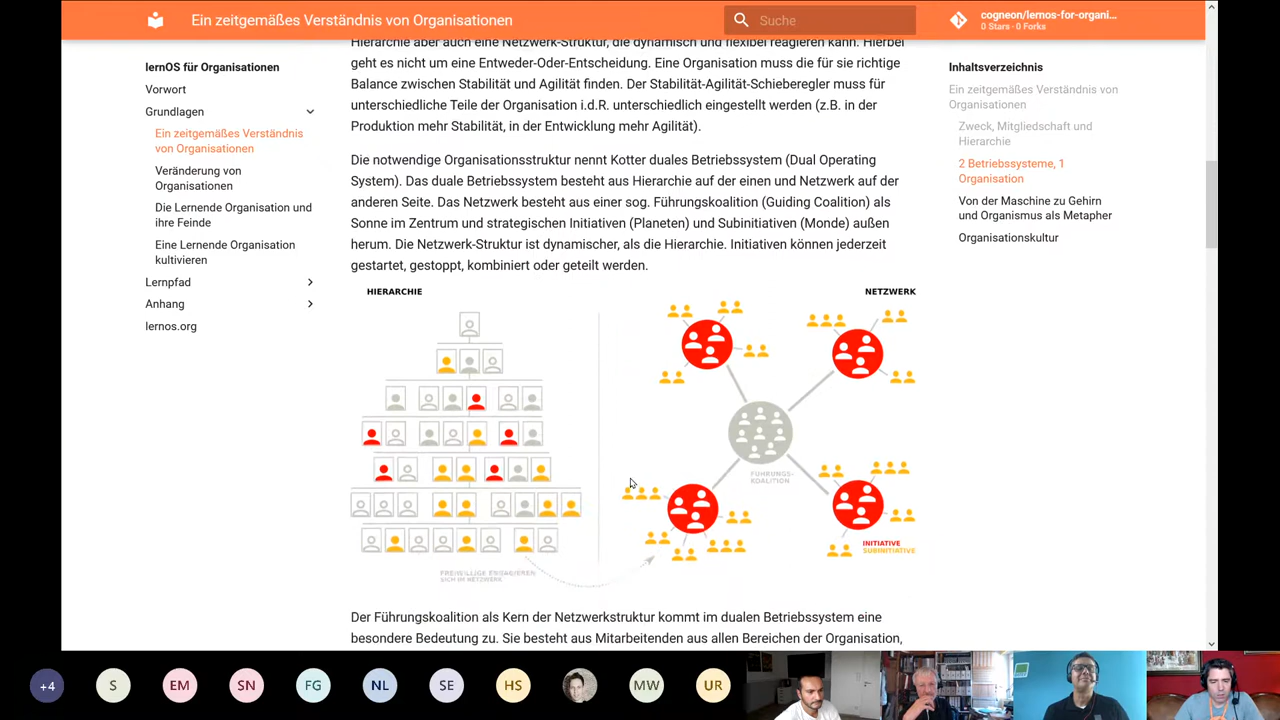 Ein zeitgemäßes Verständnis von Organisationen
Suche
cogneon/lernos-for-organi...
0 Stars · 0 Forks
lernOS für Organisationen
Vorwort
Grundlagen
Ein zeitgemäßes Verständnis
von Organisationen
Veränderung von
Organisationen
Die Lernende Organisation und
ihre Feinde
Eine Lernende Organisation
kultivieren
Lernpfad
Anhang
lernos.org
Hierarchie aber auch eine Netzwerk-Struktur, die dynamisch und flexibel reagieren kann. Hierbei
geht es nicht um eine Entweder-Oder-Entscheidung. Eine Organisation muss die für sie richtige
Balance zwischen Stabilität und Agilität finden. Der Stabilität-Agilität-Schieberegler muss für
unterschiedliche Teile der Organisation i.d.R. unterschiedlich eingestellt werden (z.B. in der
Produktion mehr Stabilität, in der Entwicklung mehr Agilität).
Die notwendige Organisationsstruktur nennt Kotter duales Betriebssystem (Dual Operating
System). Das duale Betriebssystem besteht aus Hierarchie auf der einen und Netzwerk auf der
anderen Seite. Das Netzwerk besteht aus einer sog. Führungskoalition (Guiding Coalition) als
Sonne im Zentrum und strategischen Initiativen (Planeten) und Subinitiativen (Monde) außen
herum. Die Netzwerk-Struktur ist dynamischer, als die Hierarchie. Initiativen können jederzeit
gestartet, gestoppt, kombiniert oder geteilt werden.
HIERARCHIE
NETZWERK
FÜHRUNGS-
KOALITION
INITIATIVE
SUBINITIATIVE
FREIWILLIGE ENGAGIEREN
SICH IM NETZWERK
Der Führungskoalition als Kern der Netzwerkstruktur kommt im dualen Betriebssystem eine
besondere Bedeutung zu. Sie besteht aus Mitarbeitenden aus allen Bereichen der Organisation,
Inhaltsverzeichnis
Ein zeitgemäßes Verständnis von
Organisationen
Zweck, Mitgliedschaft und
Hierarchie
2 Betriebssysteme, 1
Organisation
Von der Maschine zu Gehirn
und Organismus als Metapher
Organisationskultur
+4
S
EM
SN
FG
NL
SE
HS
MW
UR